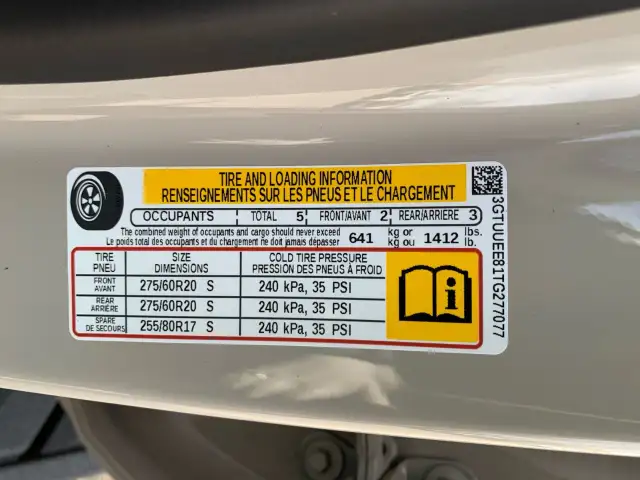 TIRE AND LOADING INFORMATION
RENSEIGNEMENTS SUR LES PNEUS ET LE CHARGEMENT
OCCUPANTS TOTAL 5 FRONT/AVANT 2 REAR/ARRIÈRE 3
The combined weight of occupants and cargo should never exceed
Le poids total des occupants et du chargement ne doit jamais dépasser
641 kg or kg ou 1412 lbs. lb.
TIRE PNEU SIZE DIMENSIONS COLD TIRE PRESSURE PRESSION DES PNEUS À FROID
FRONT AVANT 275/60R20 S 240 kPa, 35 PSI
REAR ARRIÈRE 275/60R20 S 240 kPa, 35 PSI
SPARE DE SECOURS 255/80R17 S 240 kPa, 35 PSI
3GTUUEE81TG277077